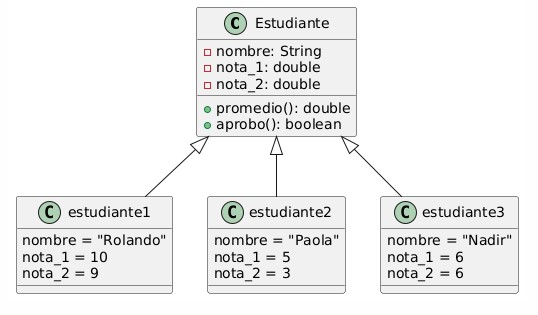 C Estudiante
nombre: String
nota_1: double
nota_2: double
promedio(): double
aprobo(): boolean
C estudiante1
nombre = "Rolando"
nota_1 = 10
nota_2 = 9
C estudiante2
nombre = "Paola"
nota_1 = 5
nota_2 = 3
C estudiante3
nombre = "Nadir"
nota_1 = 6
nota_2 = 6